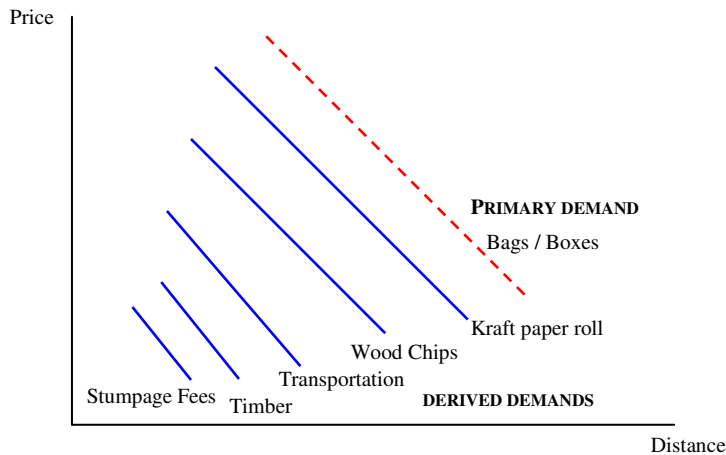 Price
PRIMARY DEMAND
Bags / Boxes
Kraft paper roll
Wood Chips
Transportation
Stumpage Fees
Timber
DERIVED DEMANDS
Distance